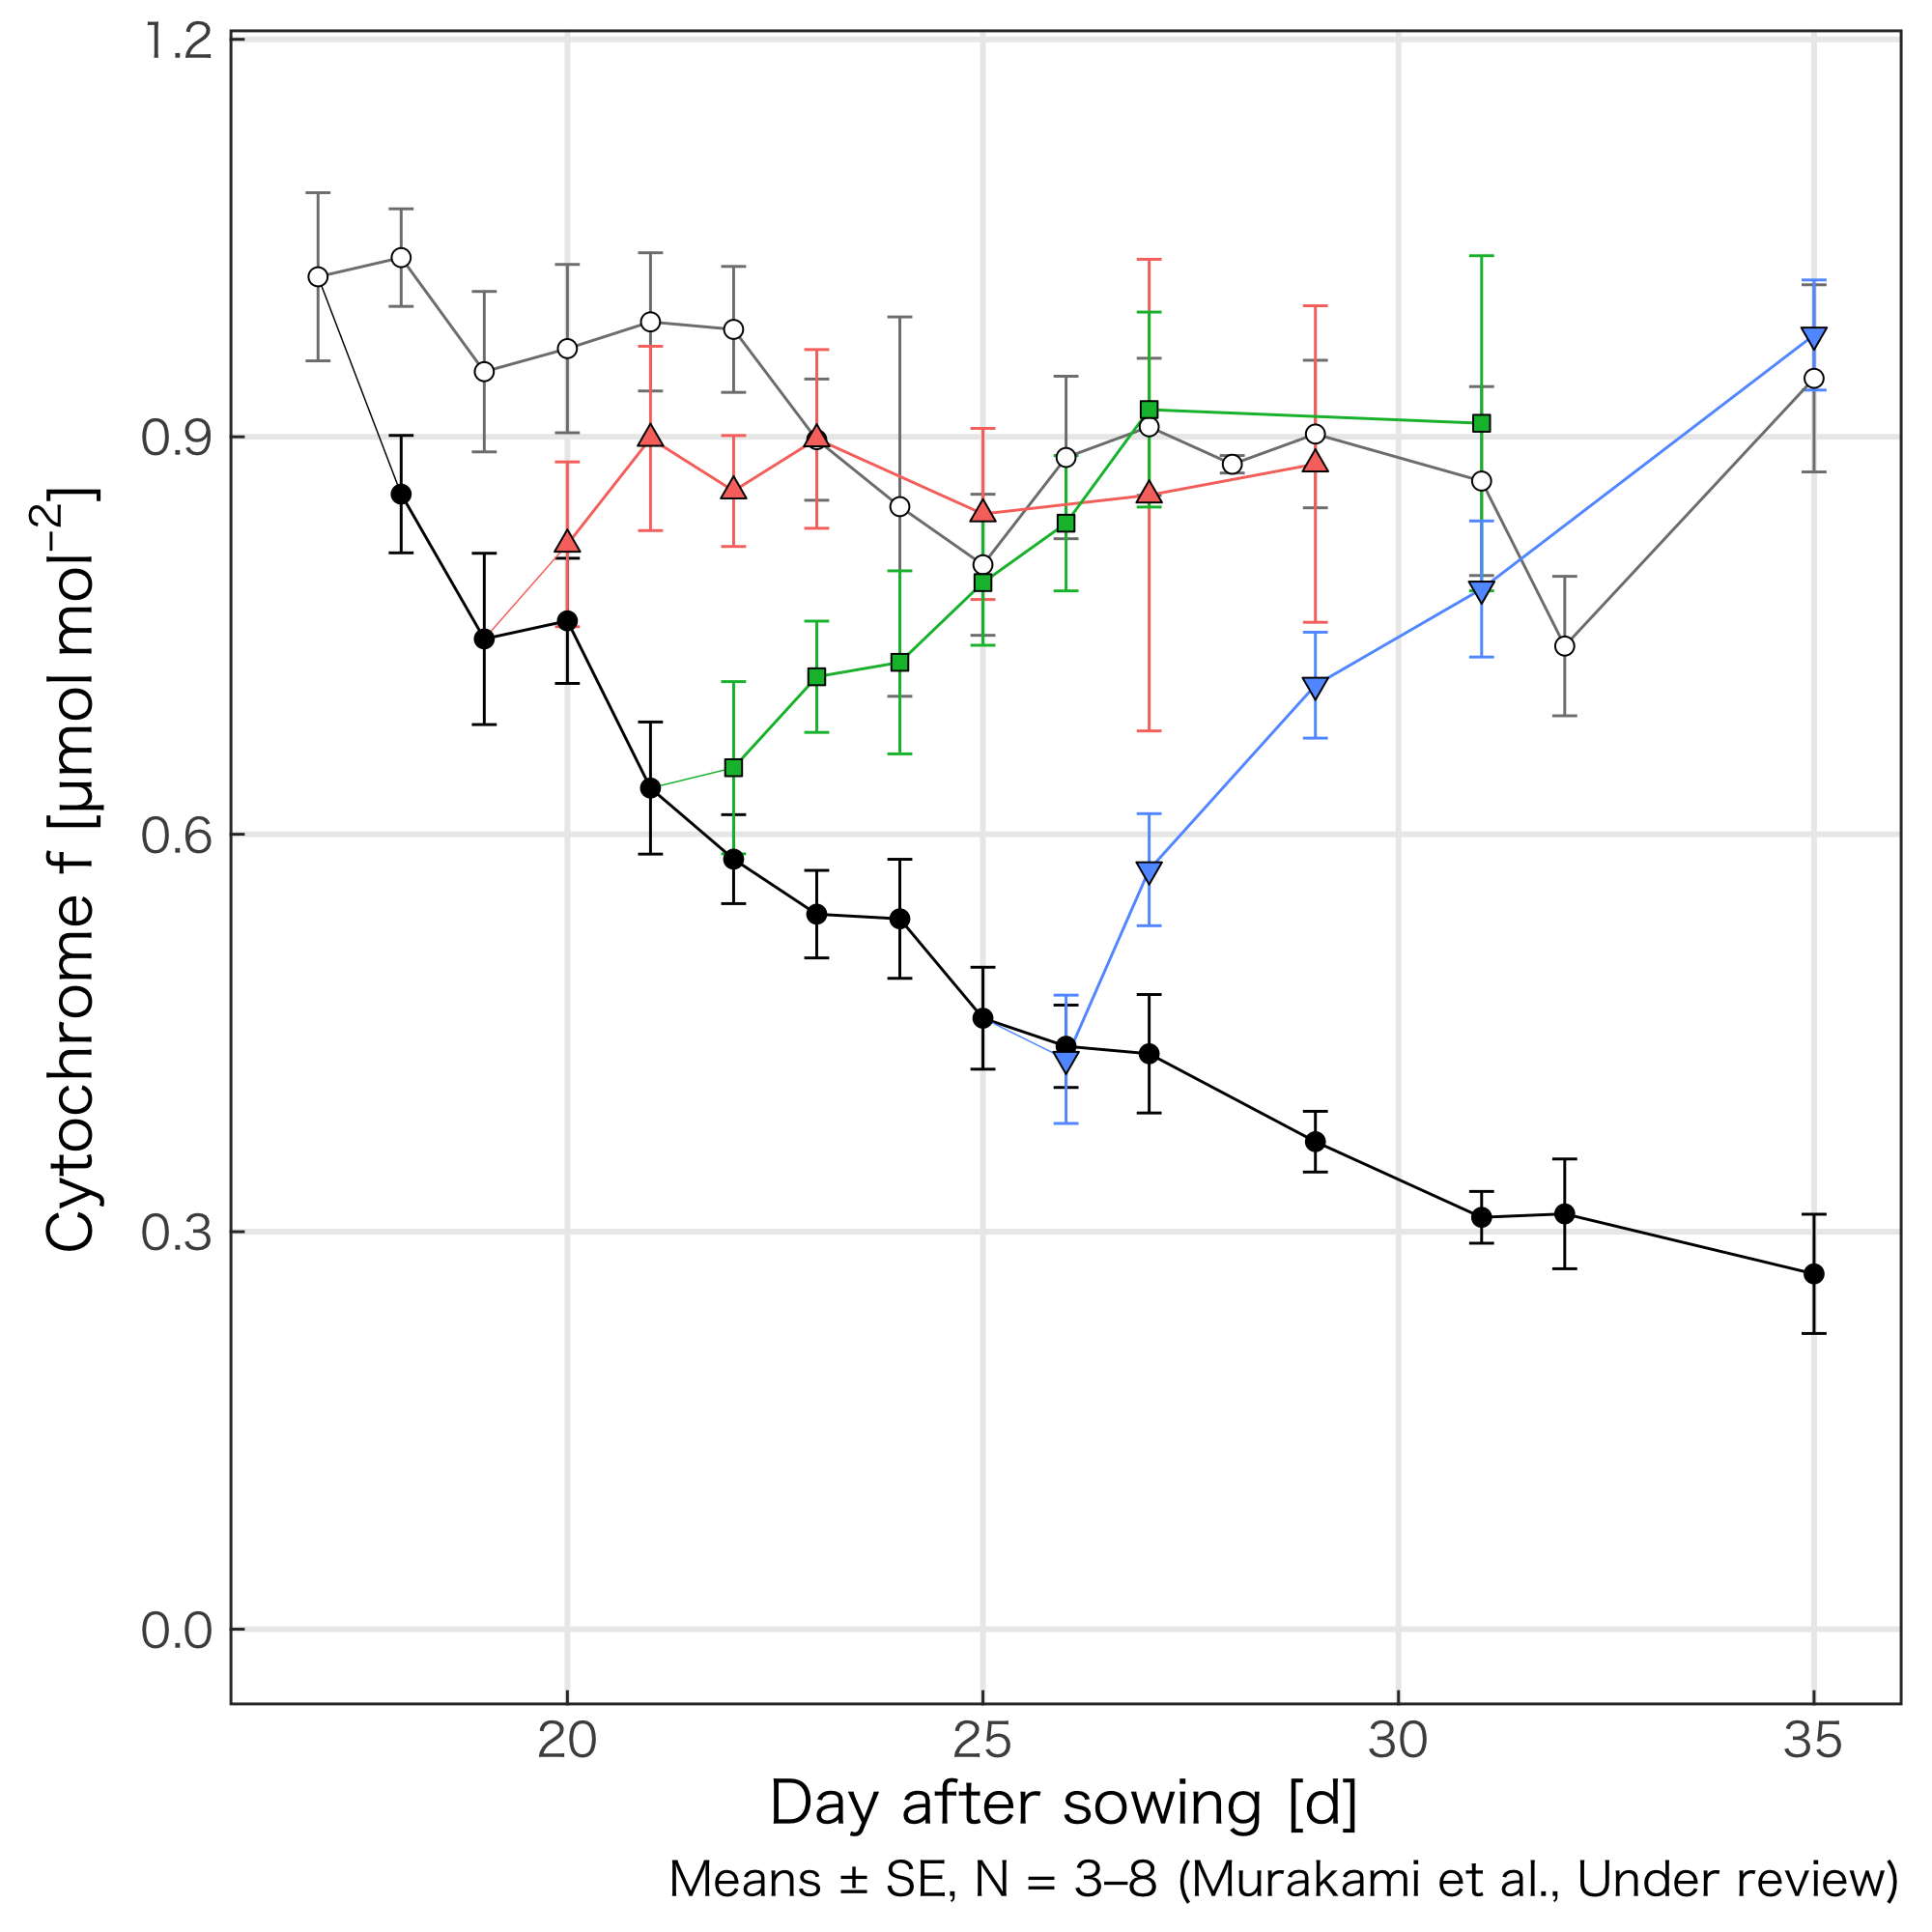 1.2
0.9
0.6
0.3
0.0
Cytochrome f [µmol mol⁻²]
20 25 30 35
Day after sowing [d]
Means ± SE, N = 3–8 (Murakami et al., Under review)